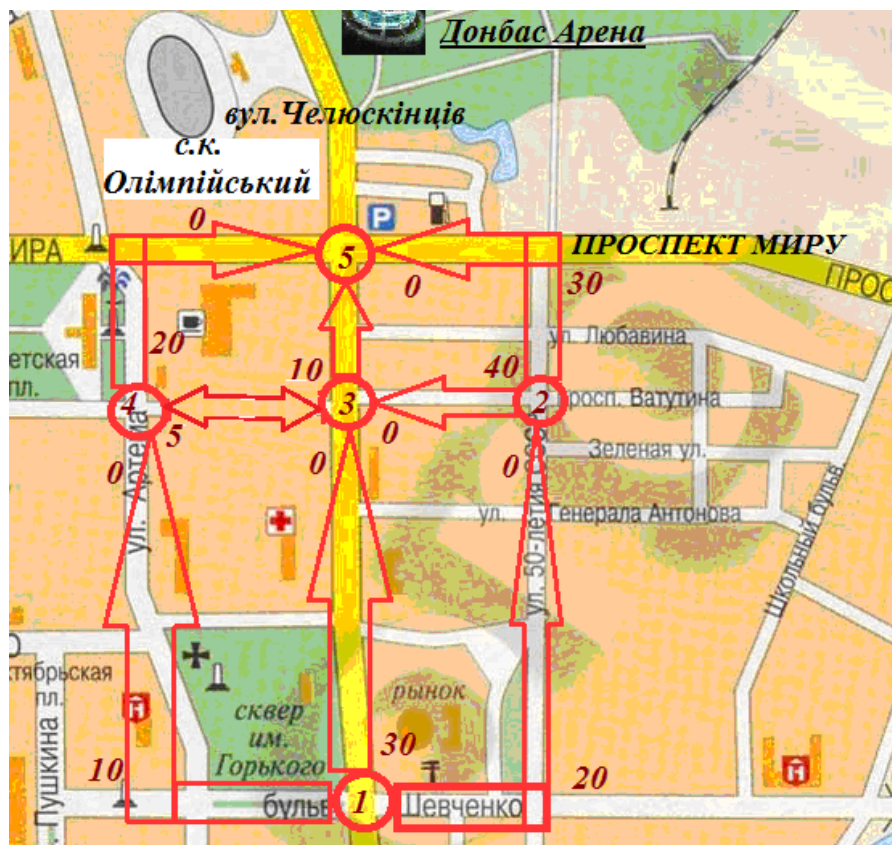 Донбас Арена
вул.Челюскінців
с.к.
Олімпійський
0
P
ИРА
5
ПРОСПЕКТ МИРУ
0
30
ПРОС
20
ул. Любавина
етская
пл.
10
40
4
3
2
просп. Ватутина
5
0
0
0
0
Зеленая ул.
ул. Артема
ул. Генерала Антонова
ул. 50-летия СССР
Школьный бульв.
О
ктябрьская
пл.
рынок
сквер
им.
Горького
Пушкина
10
30
20
бульв
1
Шевченко